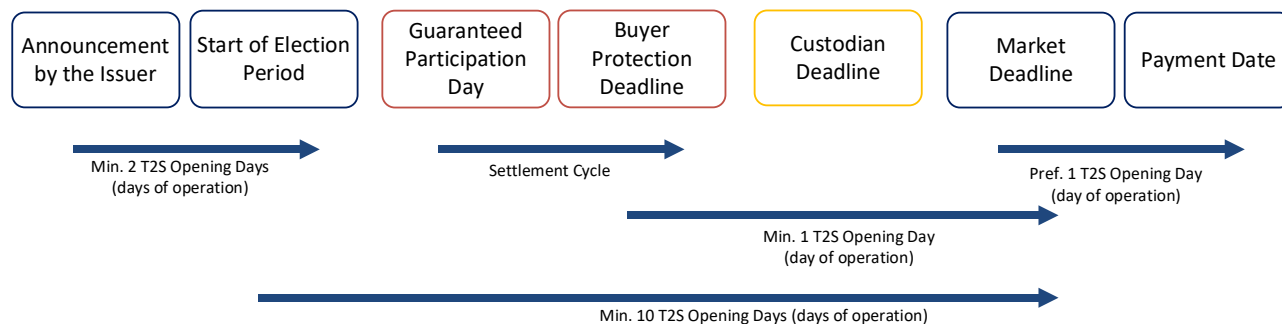 Announcement
by the Issuer
Start of Election
Period
Guaranteed
Participation
Day
Buyer
Protection
Deadline
Custodian
Deadline
Market
Deadline
Payment Date
Min. 2 T2S Opening Days
(days of operation)
Settlement Cycle
Pref. 1 T2S Opening Day
(day of operation)
Min. 1 T2S Opening Day
(day of operation)
Min. 10 T2S Opening Days (days of operation)